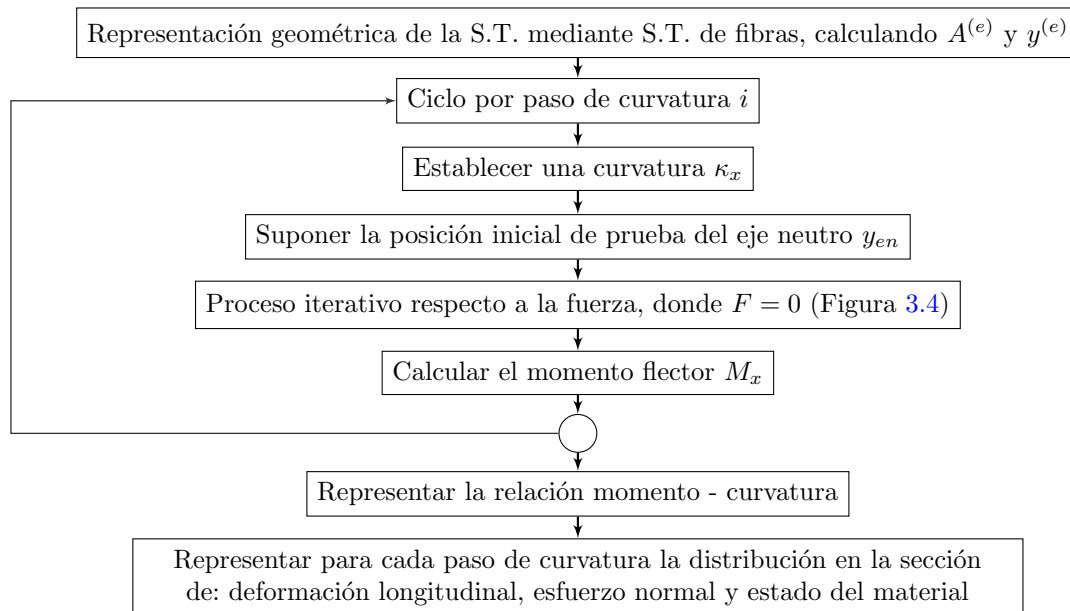 Representación geométrica de la S.T. mediante S.T. de fibras, calculando $A^{(e)}$ y $y^{(e)}$
Ciclo por paso de curvatura $i$
Establecer una curvatura $\kappa_x$
Suponer la posición inicial de prueba del eje neutro $y_{en}$
Proceso iterativo respecto a la fuerza, donde $F = 0$ (Figura 3.4)
Calcular el momento flector $M_x$
Representar la relación momento - curvatura
Representar para cada paso de curvatura la distribución en la sección
de: deformación longitudinal, esfuerzo normal y estado del material